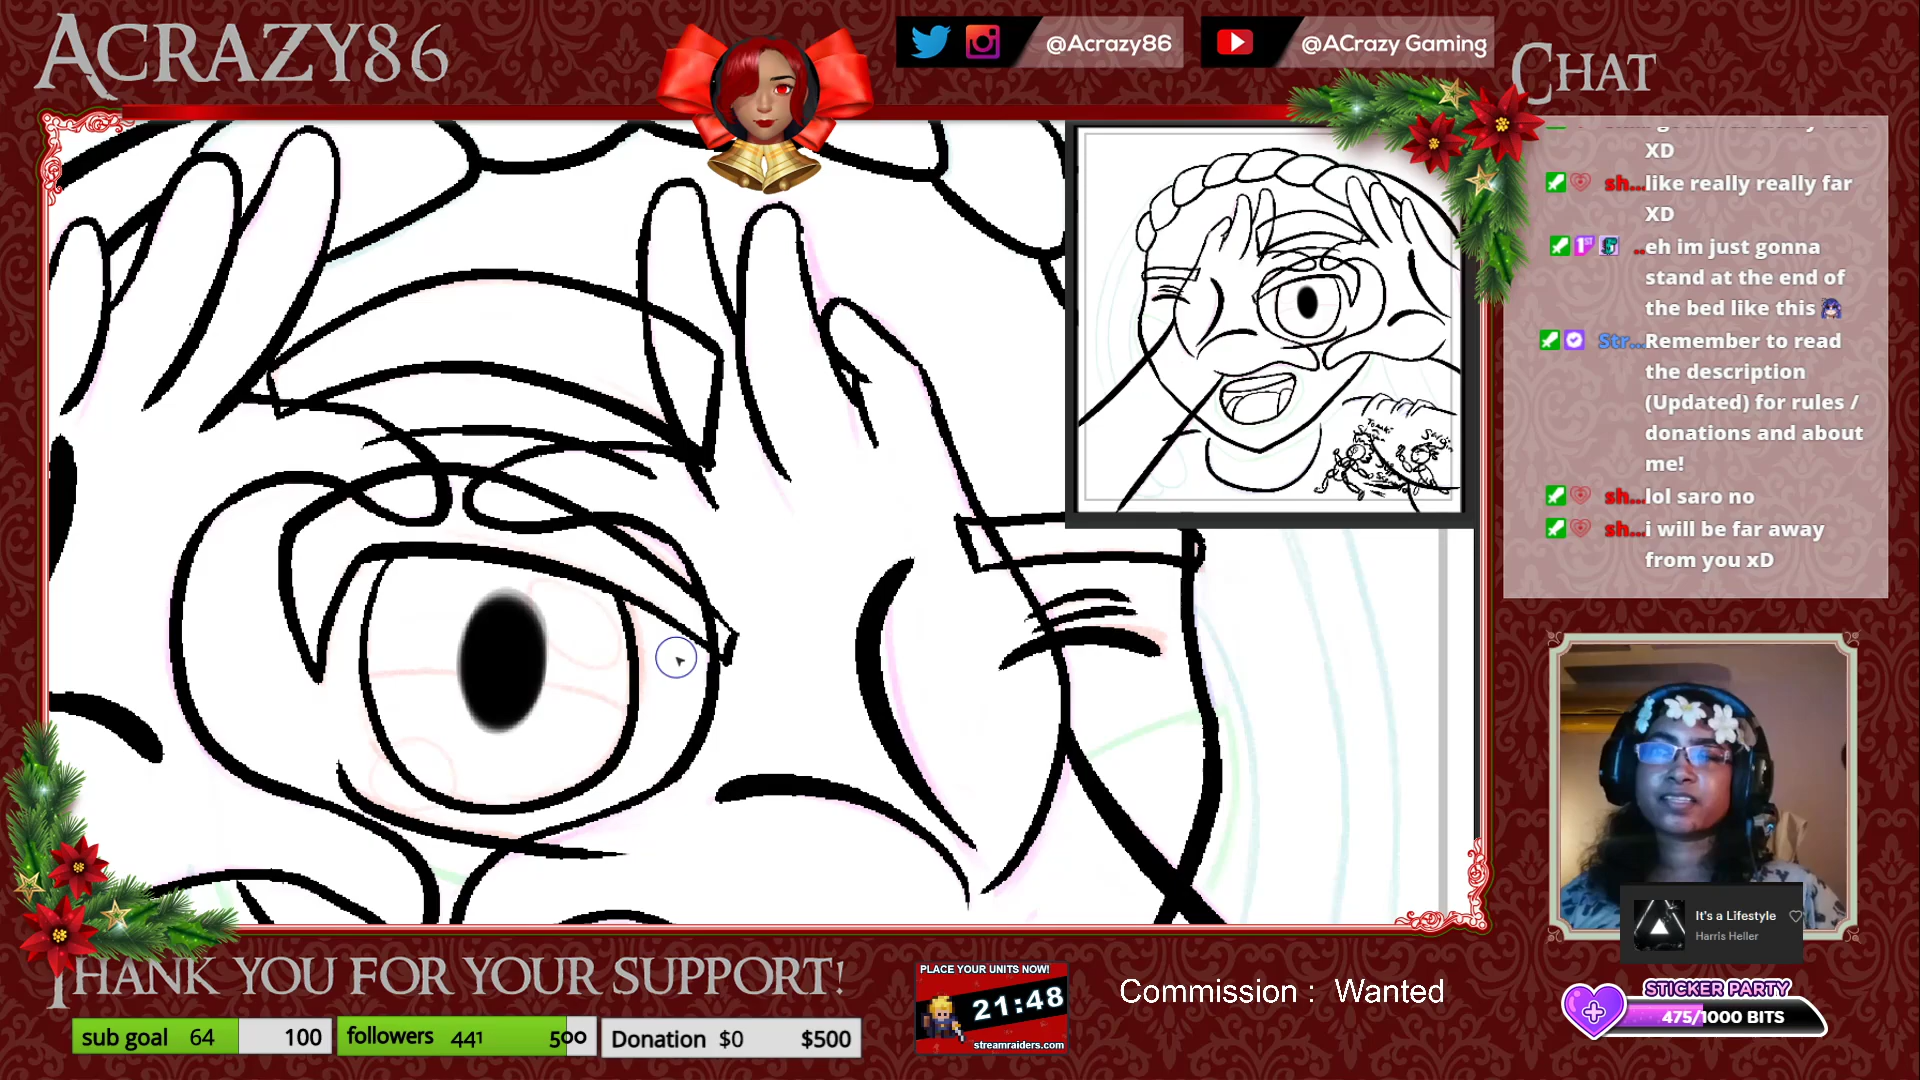 ACRAZY86
@Acrazy86
@ACrazy Gaming
CHAT
XD
sh...like really really far
XD
1ST ..eh im just gonna
stand at the end of
the bed like this
Str...Remember to read
the description
(Updated) for rules /
donations and about
me!
sh...lol saro no
sh...i will be far away
from you xD
It's a Lifestyle
Harris Heller
THANK YOU FOR YOUR SUPPORT!
sub goal 64 100
followers 441 500
Donation $0 $500
PLACE YOUR UNITS NOW!
21:48
streamraiders.com
Commission : Wanted
STICKER PARTY
475/1000 BITS